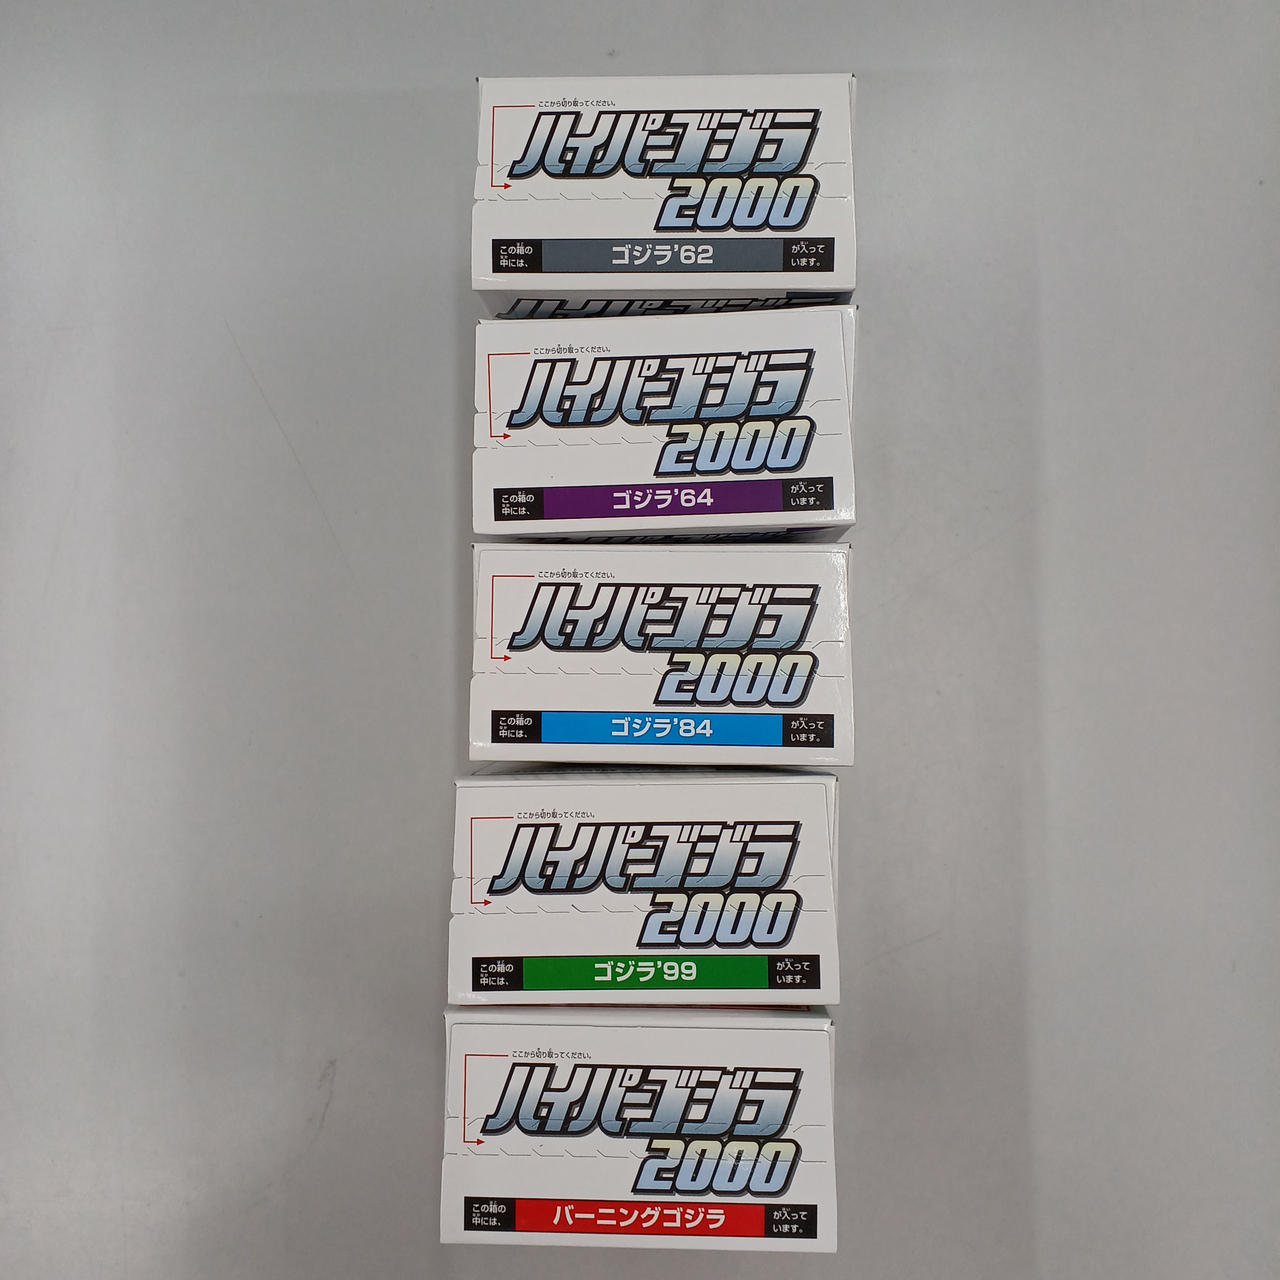 ここから切り取ってください。
ハイパーゴジラ
2000
この箱の
中には、
ゴジラ'62
が入って
います。
ハイパーゴジラ
ここから切り取ってください。
ハイパーゴジラ
2000
この箱の
中には、
ゴジラ'64
が入って
います。
ここから切り取ってください。
ハイパーゴジラ
2000
この箱の
中には、
ゴジラ'84
が入って
います。
ここから切り取ってください。
ハイパーゴジラ
2000
この箱の
中には、
ゴジラ'99
が入って
います。
ここから切り取ってください。
ハイパーゴジラ
2000
この箱の
中には、
バーニングゴジラ
が入って
います。